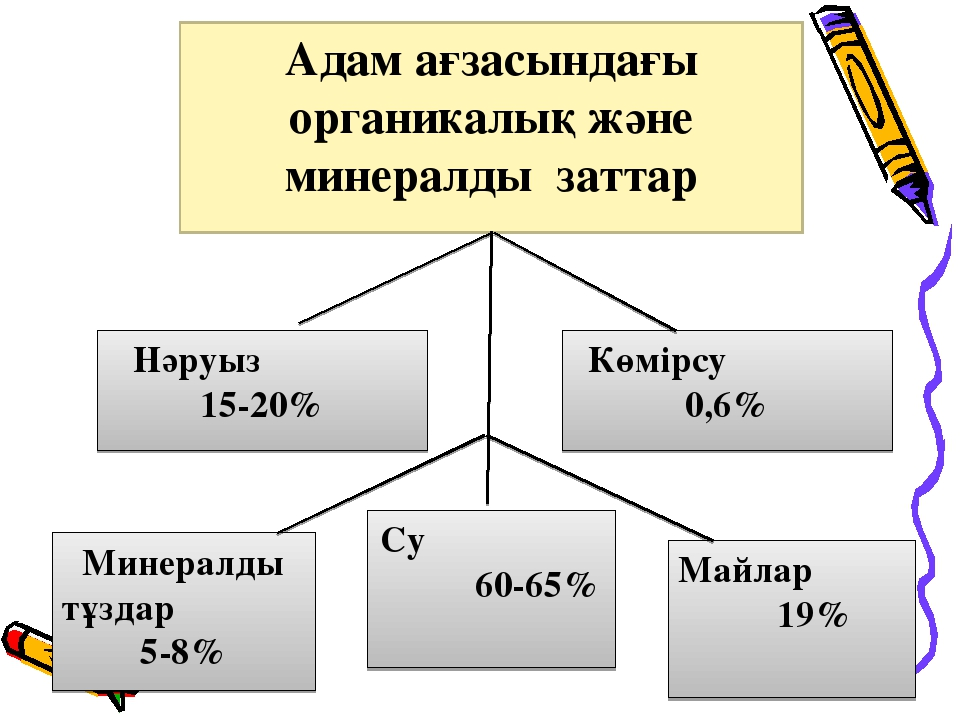 Адам ағзасындағы
органикалық және
минералды заттар
Нәруыз
15-20%
Көмірсу
0,6%
Минералды
тұздар
5-8%
Су
60-65%
Майлар
19%